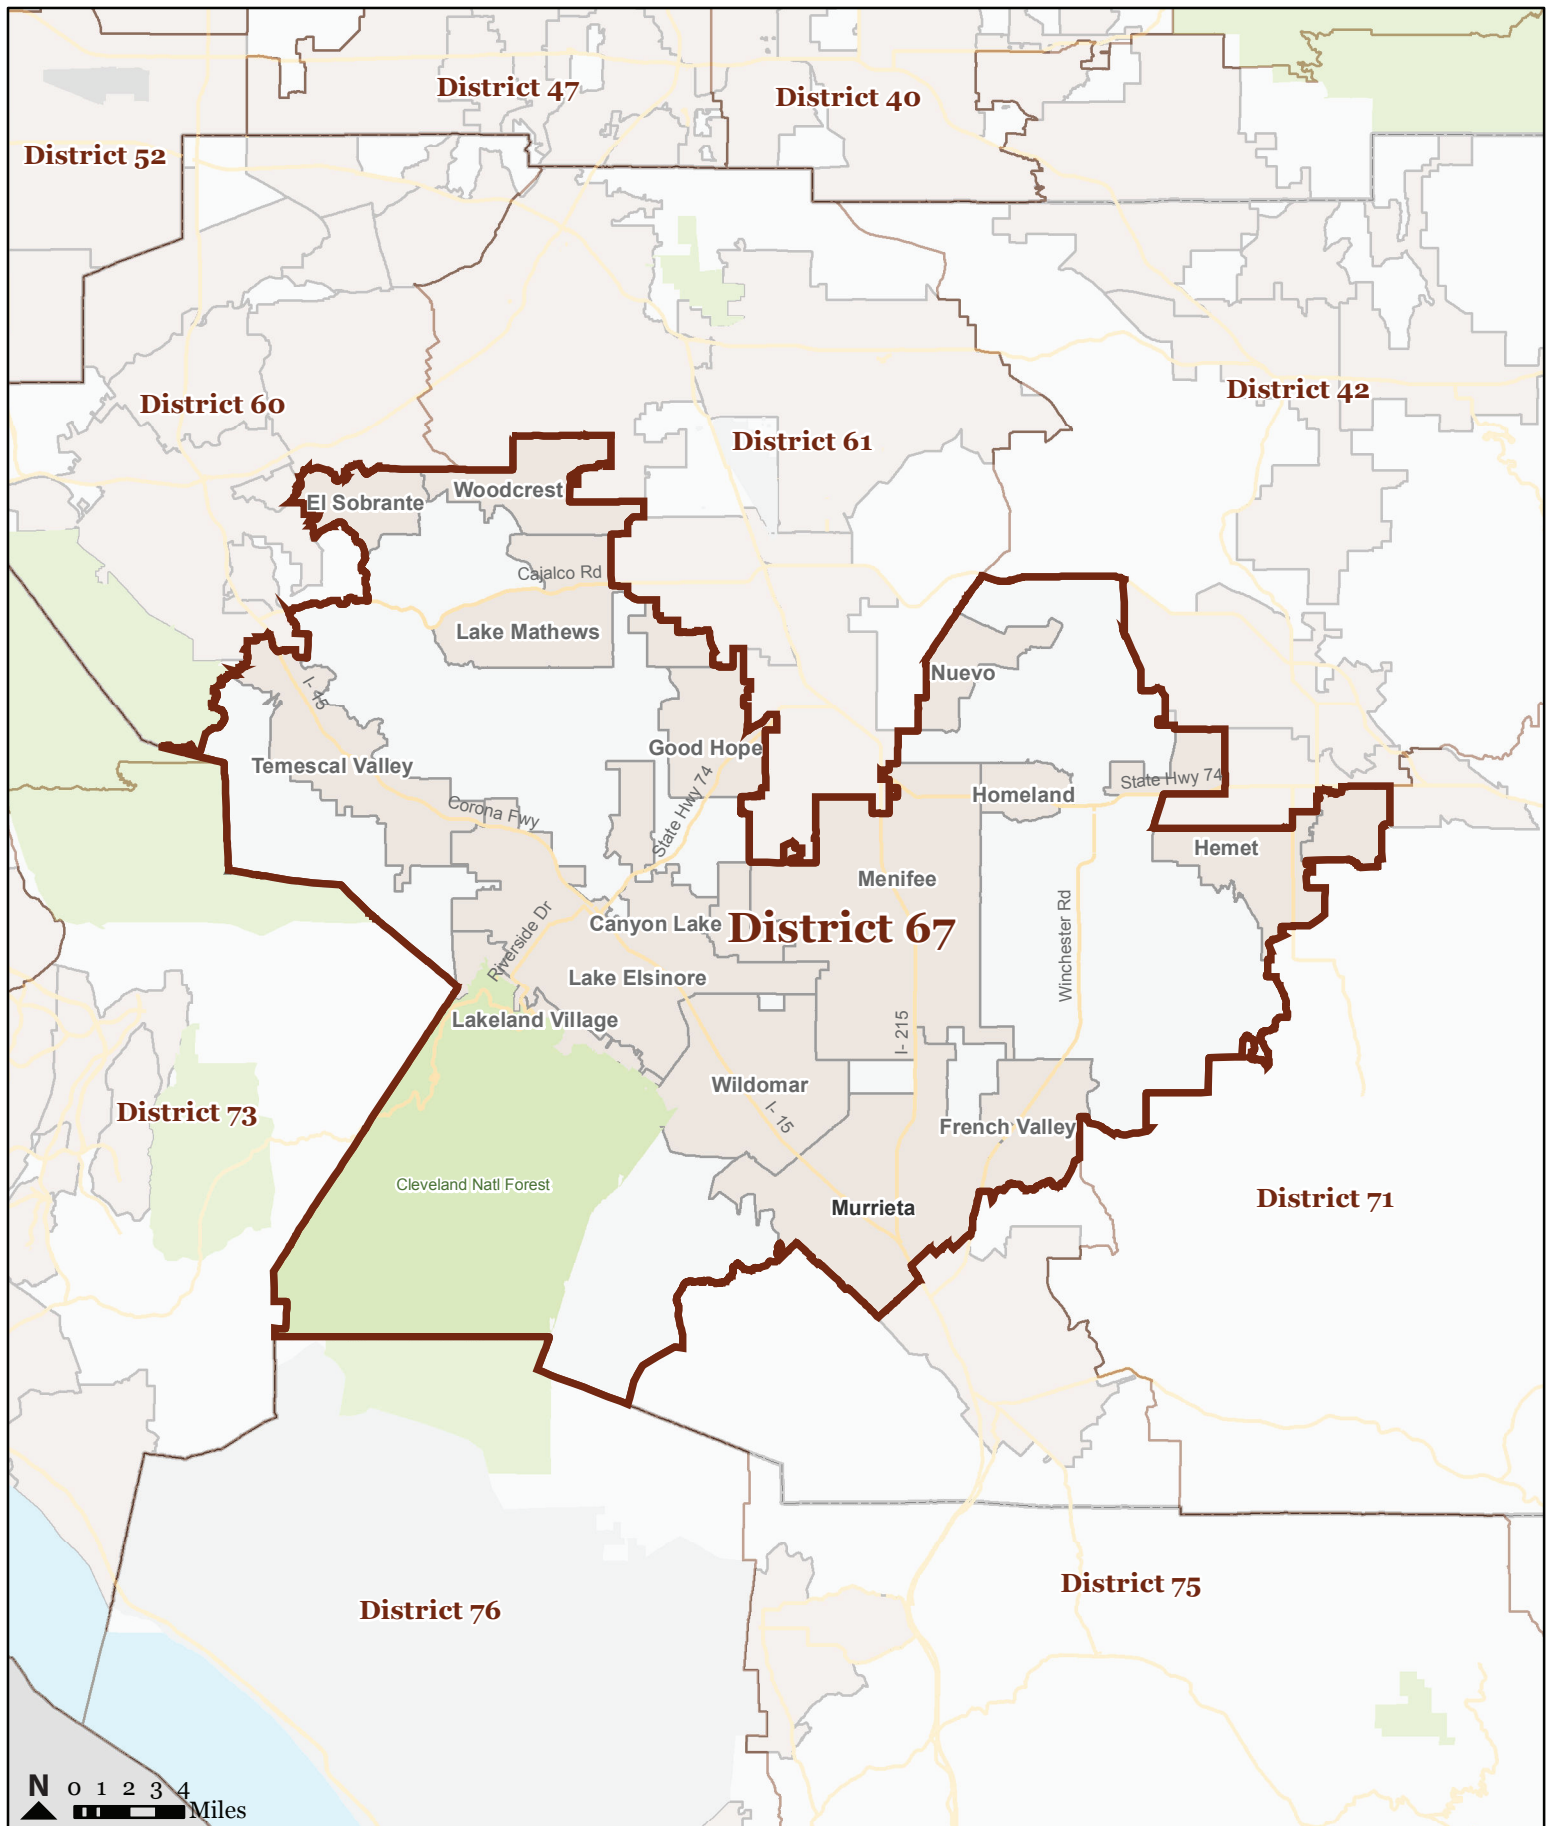 District 47
District 40
District 52
District 42
District 60
District 61
Woodcrest
El Sobrante
Cajalco Rd
Lake Mathews
Nuevo
I- 45
Good Hope
Temescal Valley
State Hwy 74
State Hwy 74
Homeland
Corona Fwy
Hemet
Menifee
Canyon Lake
District 67
Riverside Dr
Winchester Rd
Lake Elsinore
Lakeland Village
I- 215
Wildomar
District 73
I- 15
French Valley
Cleveland Natl Forest
District 71
Murrieta
District 75
District 76
N 0 1 2 3 4
Miles